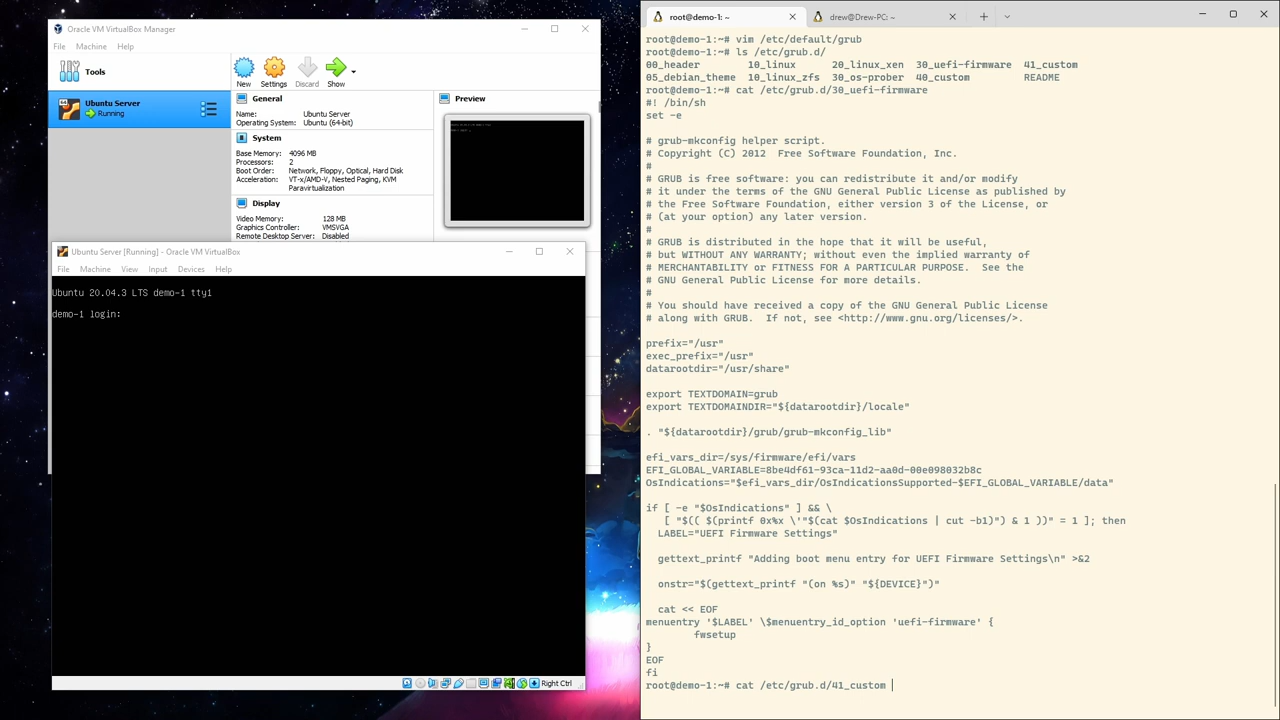 Oracle VM VirtualBox Manager
File Machine Help
Tools
New Settings Discard Show
Ubuntu Server
Running
General
Name: Ubuntu Server
Operating System: Ubuntu (64-bit)
System
Base Memory: 4096 MB
Processors: 2
Boot Order: Network, Floppy, Optical, Hard Disk
Acceleration: VT-x/AMD-V, Nested Paging, KVM
Paravirtualization
Display
Video Memory: 128 MB
Graphics Controller: VMSVGA
Remote Desktop Server: Disabled
Preview
Ubuntu Server [Running] - Oracle VM VirtualBox
File Machine View Input Devices Help
Ubuntu 20.04.3 LTS demo-1 tty1
demo-1 login:
Right Ctrl
root@demo-1: ~
drew@Drew-PC: ~
root@demo-1:~# vim /etc/default/grub
root@demo-1:~# ls /etc/grub.d/
00_header 10_linux 20_linux_xen 30_uefi-firmware 41_custom
05_debian_theme 10_linux_zfs 30_os-prober 40_custom README
root@demo-1:~# cat /etc/grub.d/30_uefi-firmware
#! /bin/sh
set -e
# grub-mkconfig helper script.
# Copyright (C) 2012  Free Software Foundation, Inc.
#
# GRUB is free software: you can redistribute it and/or modify
# it under the terms of the GNU General Public License as published by
# the Free Software Foundation, either version 3 of the License, or
# (at your option) any later version.
#
# GRUB is distributed in the hope that it will be useful,
# but WITHOUT ANY WARRANTY; without even the implied warranty of
# MERCHANTABILITY or FITNESS FOR A PARTICULAR PURPOSE.  See the
# GNU General Public License for more details.
#
# You should have received a copy of the GNU General Public License
# along with GRUB.  If not, see <http://www.gnu.org/licenses/>.
prefix="/usr"
exec_prefix="/usr"
datarootdir="/usr/share"
export TEXTDOMAIN=grub
export TEXTDOMAINDIR="${datarootdir}/locale"
. "${datarootdir}/grub/grub-mkconfig_lib"
efi_vars_dir=/sys/firmware/efi/vars
EFI_GLOBAL_VARIABLE=8be4df61-93ca-11d2-aa0d-00e098032b8c
OsIndications="$efi_vars_dir/OsIndicationsSupported-$EFI_GLOBAL_VARIABLE/data"
if [ -e "$OsIndications" ] && \
[ "$(( $(printf 0x%x \'"$(cat $OsIndications | cut -b1)") & 1 ))" = 1 ]; then
LABEL="UEFI Firmware Settings"
gettext_printf "Adding boot menu entry for UEFI Firmware Settings\n" >&2
onstr="$(gettext_printf "(on %s)" "${DEVICE}")"
cat << EOF
menuentry '$LABEL' \$menuentry_id_option 'uefi-firmware' {
fwsetup
}
EOF
fi
root@demo-1:~# cat /etc/grub.d/41_custom